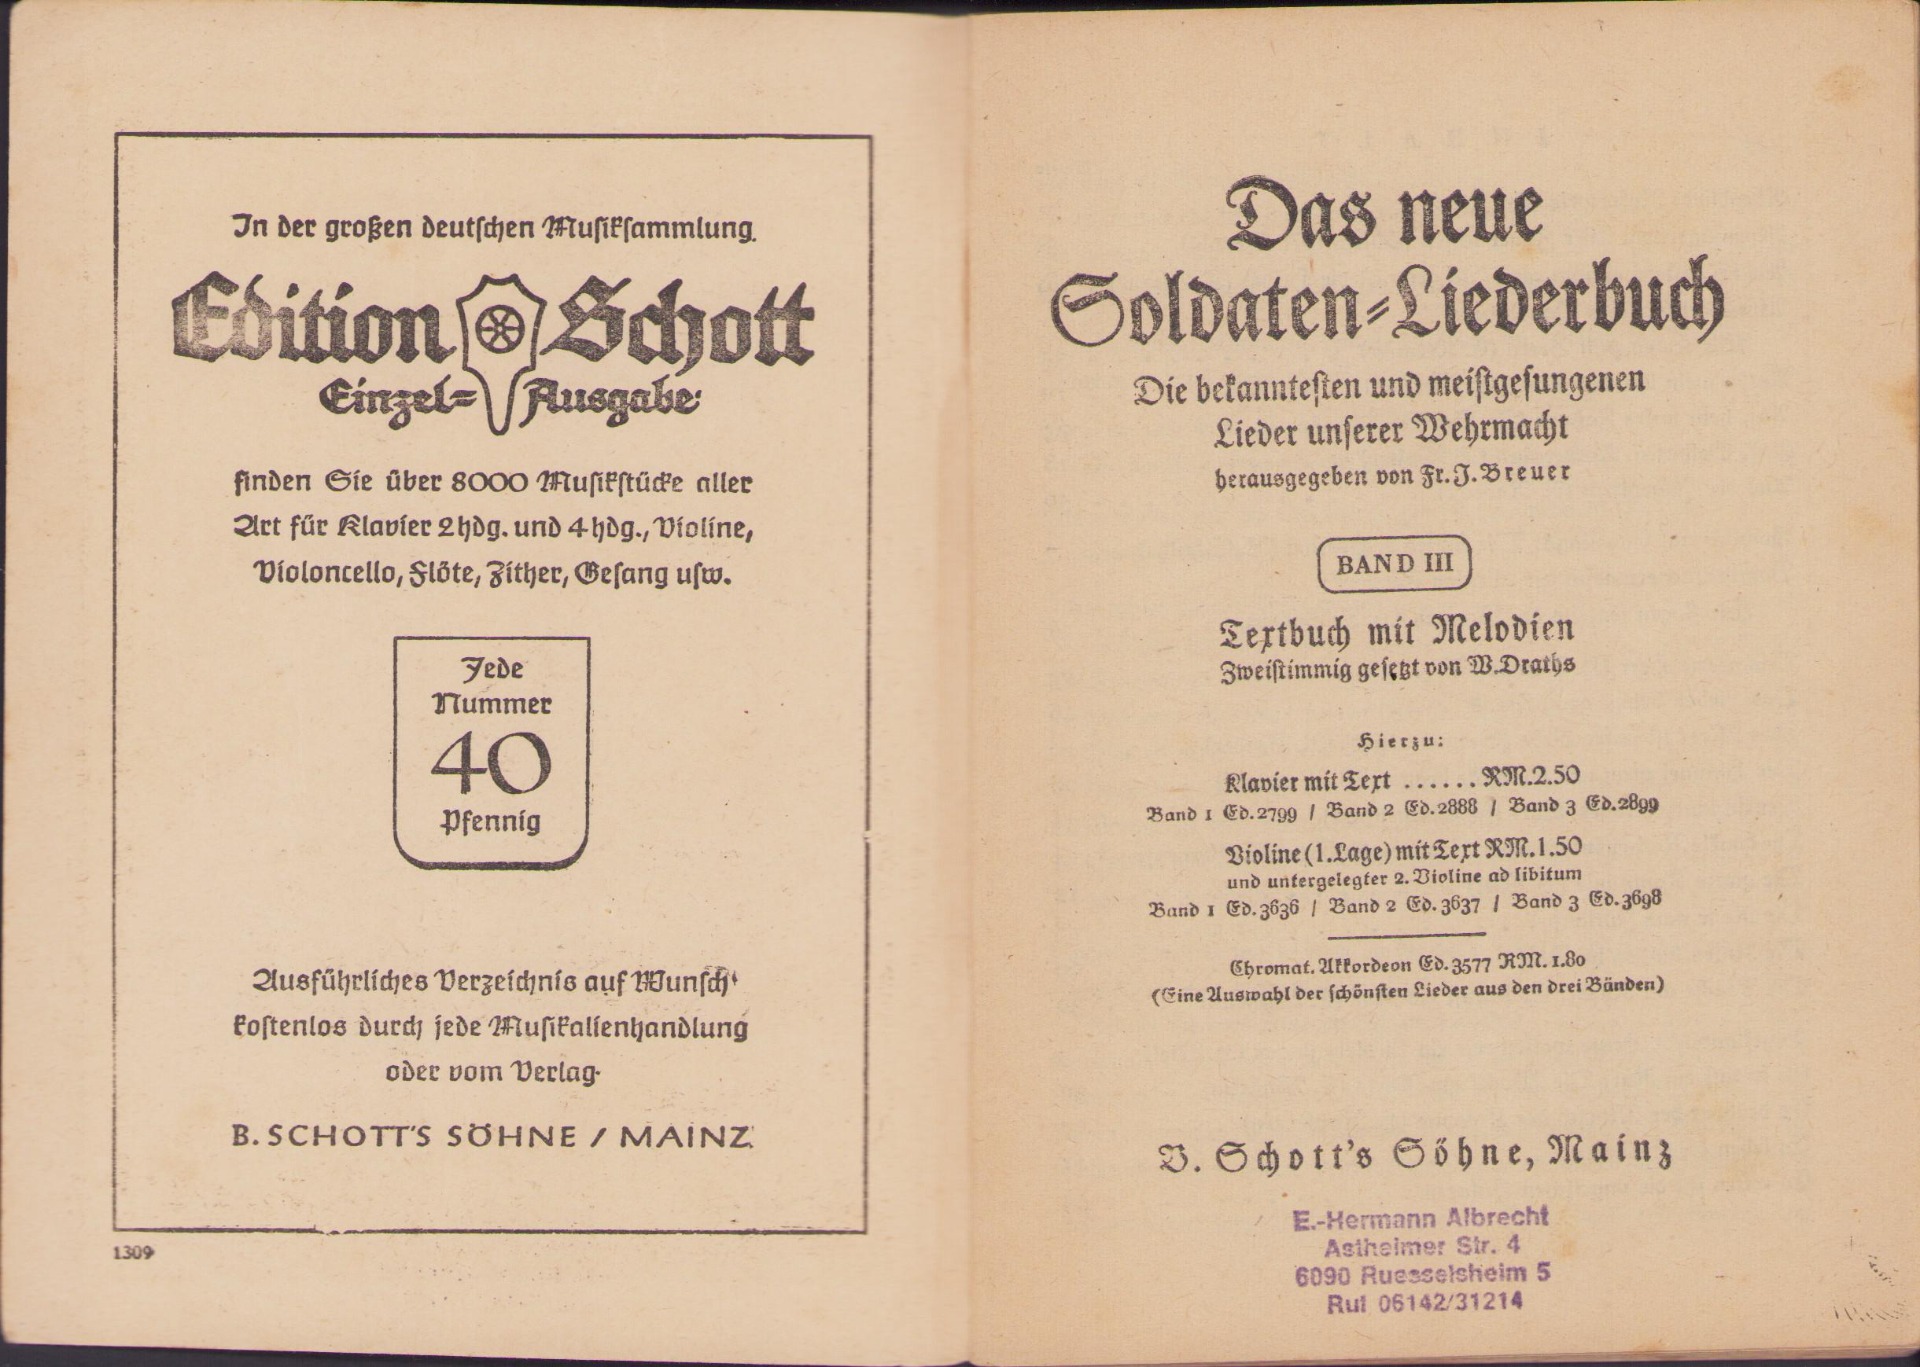 In der großen deutschen Musiksammlung
Edition Schott
Einzel-Ausgabe
finden Sie über 8000 Musikstücke aller
Art für Klavier 2hdg. und 4hdg., Violine,
Violoncello, Flöte, Zither, Gesang usw.
Jede
Nummer
40
Pfennig
Ausführliches Verzeichnis auf Wunsch
kostenlos durch jede Musikalienhandlung
oder vom Verlag
B. SCHOTT'S SÖHNE / MAINZ
1309
Das neue
Soldaten-Liederbuch
Die bekanntesten und meistgesungenen
Lieder unserer Wehrmacht
herausgegeben von Fr. J. Breuer
BAND III
Textbuch mit Melodien
Zweistimmig gesetzt von W. Draths
Hierzu:
Klavier mit Text ...... RM. 2.50
Band 1 Ed. 2799 / Band 2 Ed. 2888 / Band 3 Ed. 2899
Violine (1. Lage) mit Text RM. 1.50
und untergelegter 2. Violine ad libitum
Band 1 Ed. 3636 / Band 2 Ed. 3637 / Band 3 Ed. 3698
Chromat. Akkordeon Ed. 3577 RM. 1.80
(Eine Auswahl der schönsten Lieder aus den drei Bänden)
B. Schott's Söhne, Mainz
E.-Hermann Albrecht
Astheimer Str. 4
6090 Ruesselsheim 5
Ruf 06142/31214